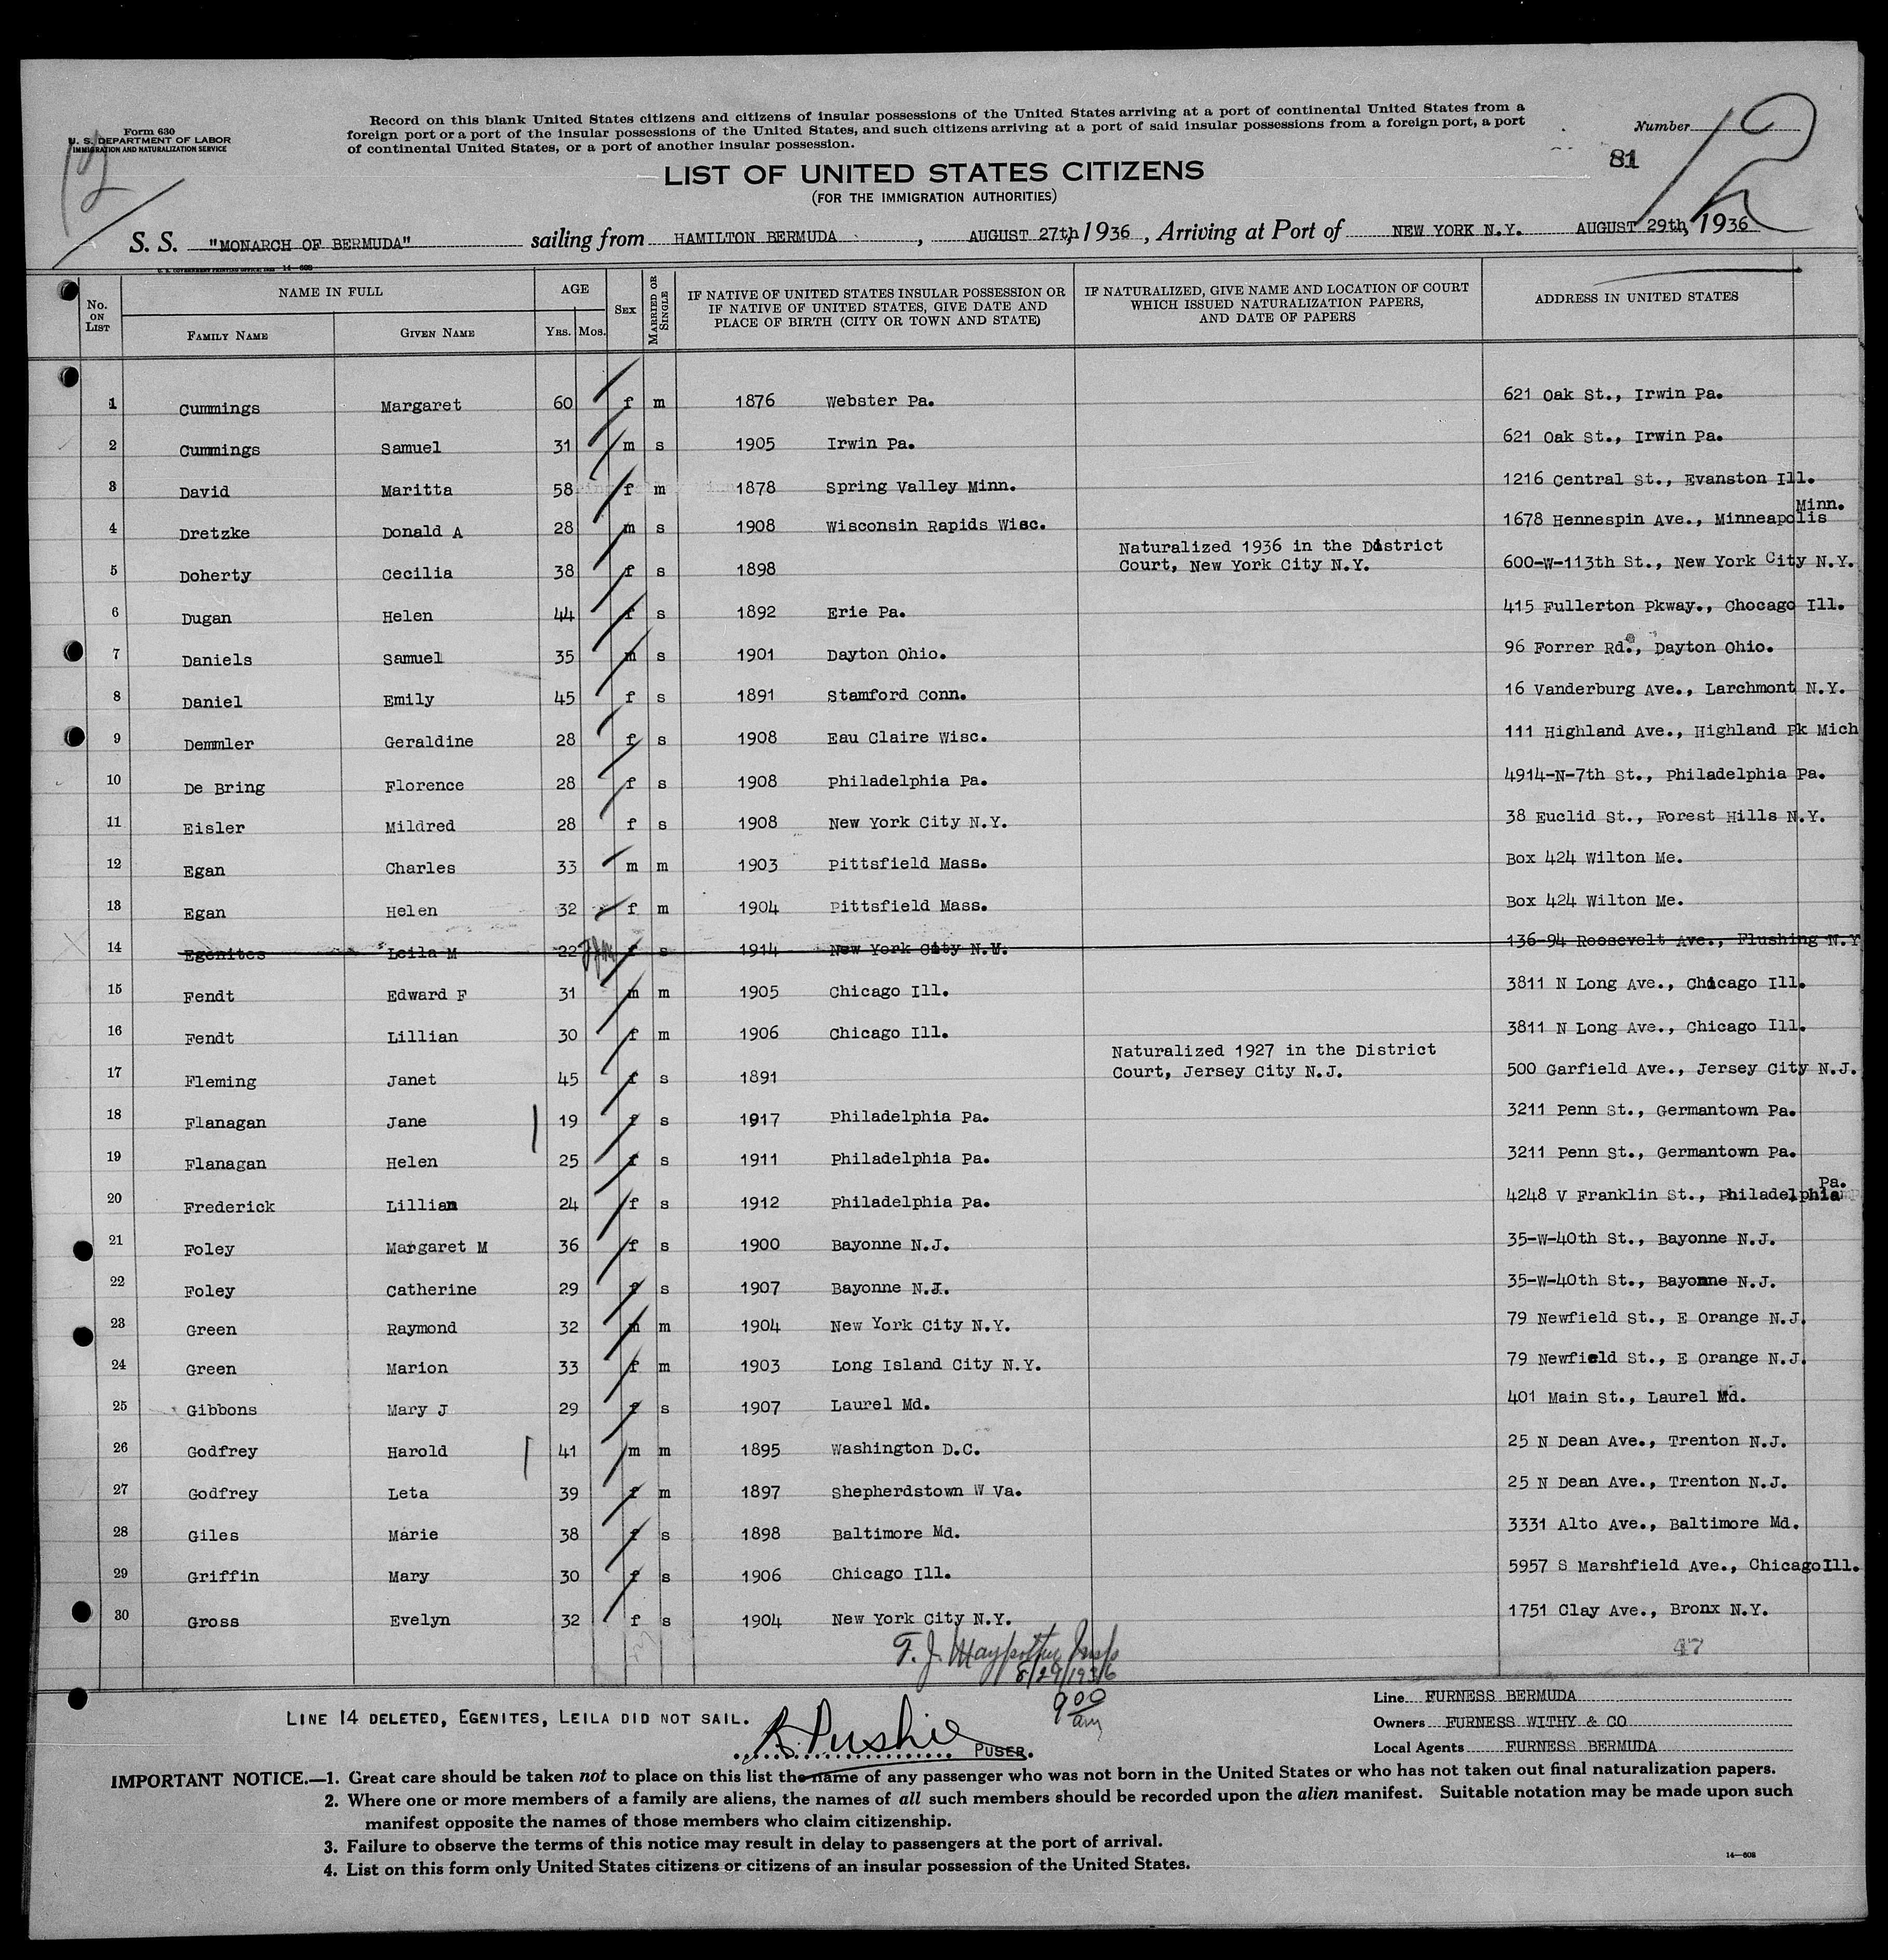 Form 630
U. S. DEPARTMENT OF LABOR
IMMIGRATION AND NATURALIZATION SERVICE
Record on this blank United States citizens and citizens of insular possessions of the United States arriving at a port of continental United States from a
foreign port or a port of the insular possessions of the United States, and such citizens arriving at a port of said insular possessions from a foreign port, a port
of continental United States, or a port of another insular possession.
Number 12
81
12
LIST OF UNITED STATES CITIZENS
(FOR THE IMMIGRATION AUTHORITIES)
S. S. "MONARCH OF BERMUDA" sailing from HAMILTON BERMUDA, AUGUST 27th, 1936, Arriving at Port of NEW YORK N.Y. AUGUST 29th, 1936
14-608
No. ON LIST NAME IN FULL FAMILY NAME GIVEN NAME AGE YRS. MOS. SEX MARRIED OR SINGLE IF NATIVE OF UNITED STATES INSULAR POSSESSION OR IF NATIVE OF UNITED STATES, GIVE DATE AND PLACE OF BIRTH (CITY OR TOWN AND STATE) IF NATURALIZED, GIVE NAME AND LOCATION OF COURT WHICH ISSUED NATURALIZATION PAPERS, AND DATE OF PAPERS ADDRESS IN UNITED STATES
1 Cummings Margaret 60 f m 1876 Webster Pa. 621 Oak St., Irwin Pa.
2 Cummings Samuel 31 m s 1905 Irwin Pa. 621 Oak St., Irwin Pa.
3 David Maritta 58 f m 1878 Spring Valley Minn. 1216 Central St., Evanston Ill.
4 Dretzke Donald A 28 m s 1908 Wisconsin Rapids Wisc. 1678 Hennespin Ave., Minneapolis Minn.
5 Doherty Cecilia 38 f s 1898 Naturalized 1936 in the District Court, New York City N.Y. 600-W-113th St., New York City N.Y.
6 Dugan Helen 44 f s 1892 Erie Pa. 415 Fullerton Pkway., Chocago Ill.
7 Daniels Samuel 35 m s 1901 Dayton Ohio. 96 Forrer Rd., Dayton Ohio.
8 Daniel Emily 45 f s 1891 Stamford Conn. 16 Vanderburg Ave., Larchmont N.Y.
9 Demmler Geraldine 28 f s 1908 Eau Claire Wisc. 111 Highland Ave., Highland Pk Mich
10 De Bring Florence 28 f s 1908 Philadelphia Pa. 4914-N-7th St., Philadelphia Pa.
11 Eisler Mildred 28 f s 1908 New York City N.Y. 38 Euclid St., Forest Hills N.Y.
12 Egan Charles 33 m m 1903 Pittsfield Mass. Box 424 Wilton Me.
13 Egan Helen 32 f m 1904 Pittsfield Mass. Box 424 Wilton Me.
14 Egenites Leila M 22 f s 1914 New York City N.Y. 136-94 Roosevelt Ave., Flushing N.Y
15 Fendt Edward F 31 m m 1905 Chicago Ill. 3811 N Long Ave., Chicago Ill.
16 Fendt Lillian 30 f m 1906 Chicago Ill. 3811 N Long Ave., Chicago Ill.
17 Fleming Janet 45 f s 1891 Naturalized 1927 in the District Court, Jersey City N.J. 500 Garfield Ave., Jersey City N.J.
18 Flanagan Jane 19 f s 1917 Philadelphia Pa. 3211 Penn St., Germantown Pa.
19 Flanagan Helen 25 f s 1911 Philadelphia Pa. 3211 Penn St., Germantown Pa.
20 Frederick Lillian 24 f s 1912 Philadelphia Pa. 4248 V Franklin St., Philadelphia Pa.
21 Foley Margaret M 36 f s 1900 Bayonne N.J. 35-W-40th St., Bayonne N.J.
22 Foley Catherine 29 f s 1907 Bayonne N.J. 35-W-40th St., Bayonne N.J.
23 Green Raymond 32 m m 1904 New York City N.Y. 79 Newfield St., E Orange N.J.
24 Green Marion 33 f m 1903 Long Island City N.Y. 79 Newfield St., E Orange N.J.
25 Gibbons Mary J 29 f s 1907 Laurel Md. 401 Main St., Laurel Md.
26 Godfrey Harold 41 m m 1895 Washington D.C. 25 N Dean Ave., Trenton N.J.
27 Godfrey Leta 39 f m 1897 Shepherdstown W Va. 25 N Dean Ave., Trenton N.J.
28 Giles Marie 38 f s 1898 Baltimore Md. 3331 Alto Ave., Baltimore Md.
29 Griffin Mary 30 f s 1906 Chicago Ill. 5957 S Marshfield Ave., Chicago Ill.
30 Gross Evelyn 32 f s 1904 New York City N.Y. 1751 Clay Ave., Bronx N.Y.
F. J. Insp
47
8/29/1936
9 00 am
LINE 14 DELETED, EGENITES, LEILA DID NOT SAIL.
R. Pushie
PUSER.
Line FURNESS BERMUDA
Owners FURNESS WITHY & CO
Local Agents FURNESS BERMUDA
IMPORTANT NOTICE.—1. Great care should be taken not to place on this list the name of any passenger who was not born in the United States or who has not taken out final naturalization papers.
2. Where one or more members of a family are aliens, the names of all such members should be recorded upon the alien manifest. Suitable notation may be made upon such
manifest opposite the names of those members who claim citizenship.
3. Failure to observe the terms of this notice may result in delay to passengers at the port of arrival.
4. List on this form only United States citizens or citizens of an insular possession of the United States.
14-608